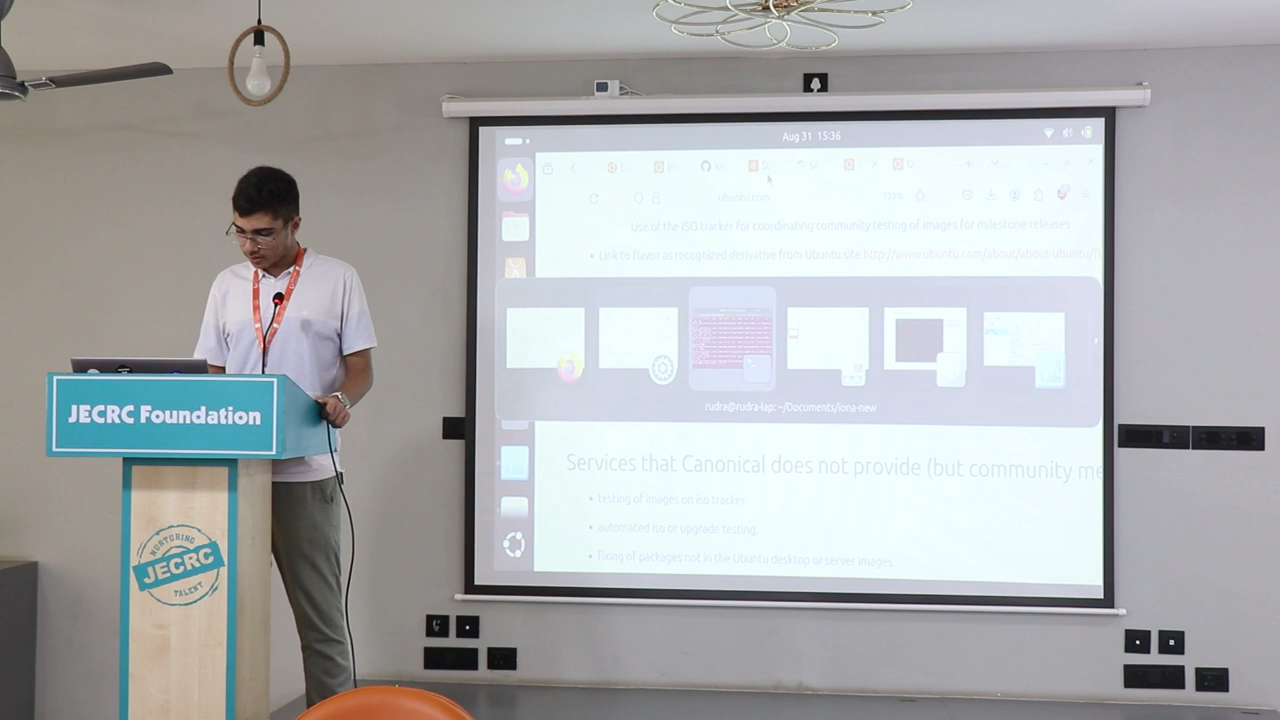 Aug 31 15:36
ubuntu.com
Use of the ISO tracker for coordinating community testing of images for milestone releases
Link to flavor as recognized derivative from Ubuntu site http://www.ubuntu.com/about/about-ubuntu/
rudra@rudra-lap: ~/Documents/iona-new
Services that Canonical does not provide (but community me
testing of images on iso tracker.
automated iso or upgrade testing.
fixing of packages not in the Ubuntu desktop or server images.
JECRC Foundation
NURTURING
JECRC
TALENT